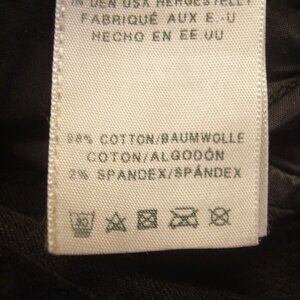 IN DEN USA HERGESTELLT
FABRIQUÉ AUX E.-U
HECHO EN EE UU
98% COTTON/BAUMWOLLE
COTON/ALGODÓN
2% SPANDEX/SPÁNDEX